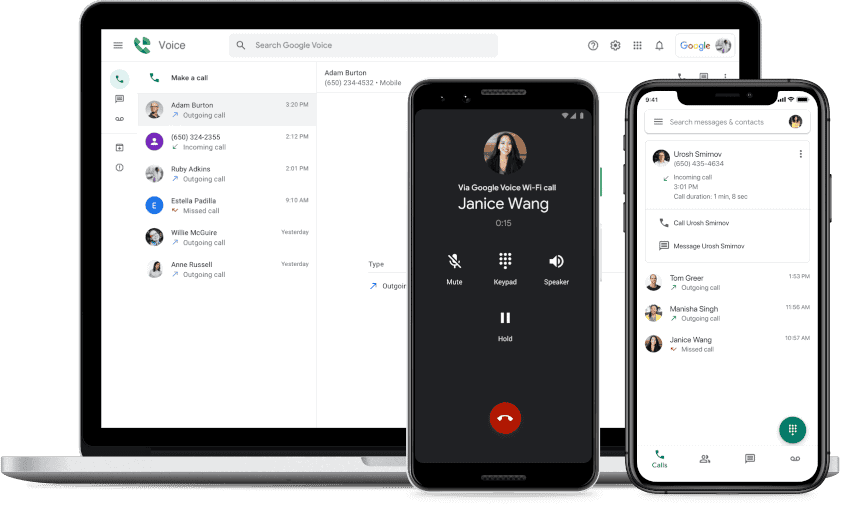 Voice
Search Google Voice
Google
Make a call
Adam Burton
3:20 PM
Outgoing call
(650) 324-2355
2:12 PM
Incoming call
Ruby Adkins
2:01 PM
Outgoing call
E
Estella Padilla
9:10 AM
Missed call
Willie McGuire
Yesterday
Outgoing call
Anne Russell
Yesterday
Outgoing call
Adam Burton
(650) 234-4532 • Mobile
Type
Outgoin
Via Google Voice Wi-Fi call
Janice Wang
0:15
Mute
Keypad
Speaker
Hold
9:41
Search messages & contacts
Urosh Smirnov
(650) 435-4634
Incoming call
3:01 PM
Call duration: 1 min, 8 sec
Call Urosh Smirnov
Message Urosh Smirnov
Tom Greer
1:53 PM
Outgoing call
Manisha Singh
11:56 AM
Outgoing call
Janice Wang
10:57 AM
Missed call
Calls